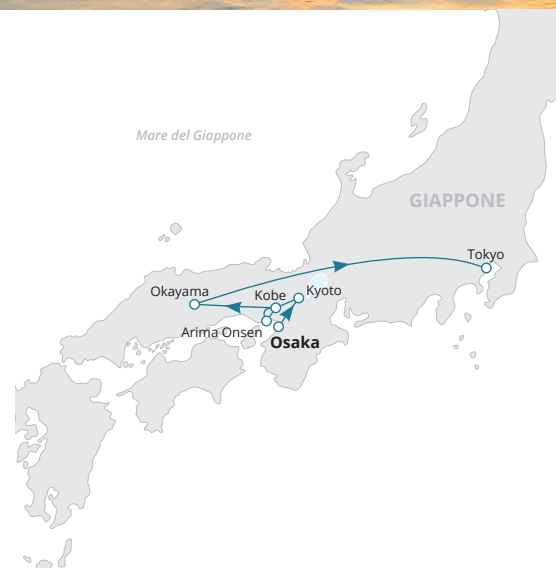 Mare del Giappone
GIAPPONE
Tokyo
Okayama
Kobe
Kyoto
Arima Onsen
Osaka